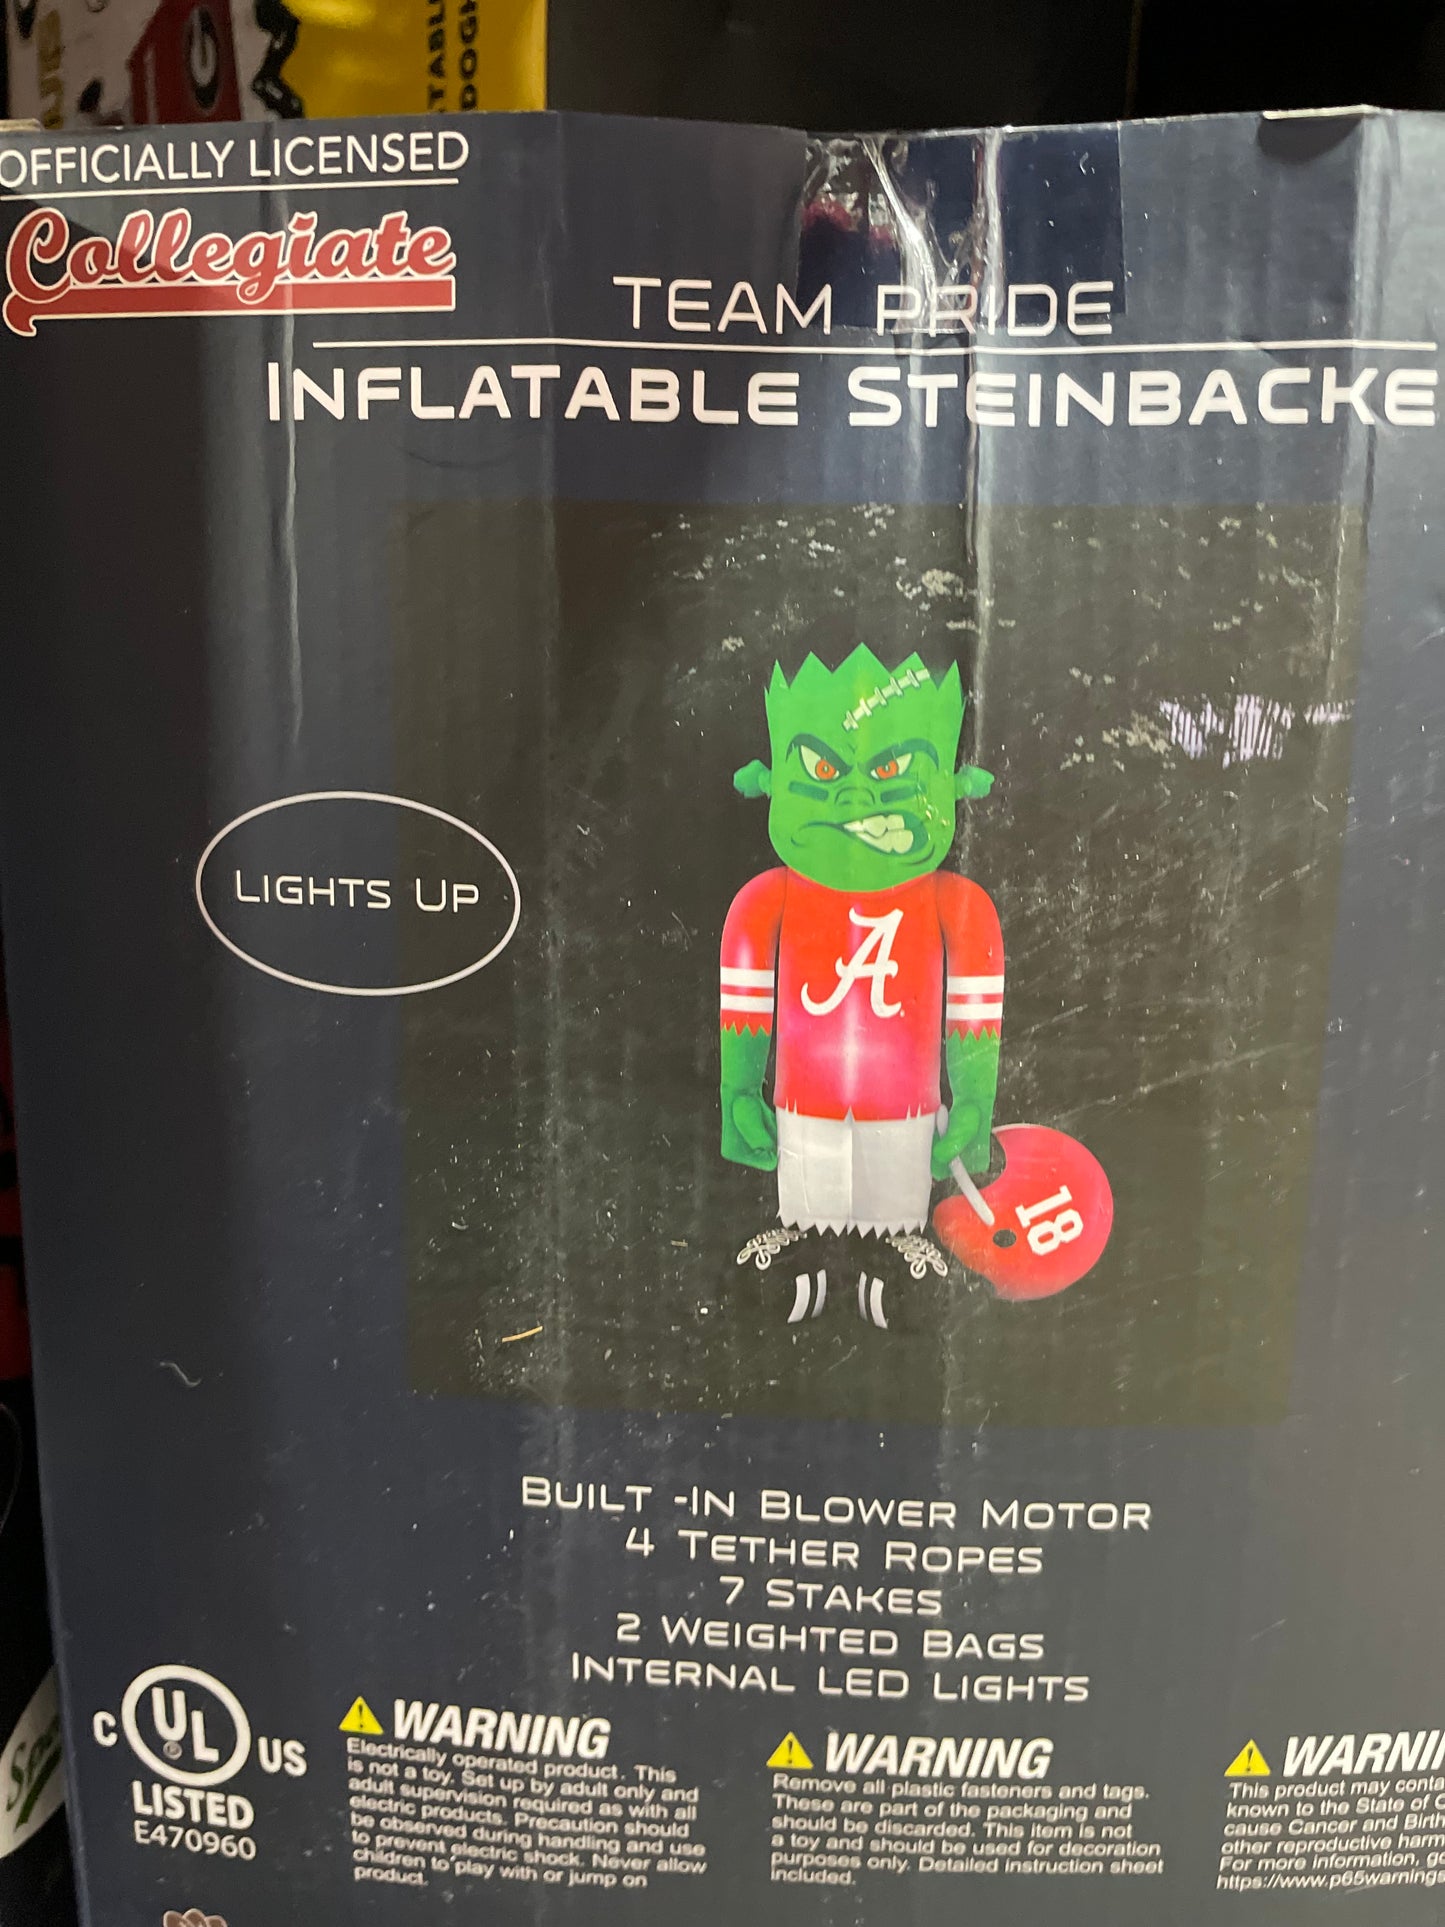 G
TABL
DOGH
OFFICIALLY LICENSED
Collegiate
TEAM PRIDE
INFLATABLE STEINBACKE
LIGHTS UP
A
18
BUILT -IN BLOWER MOTOR
4 TETHER ROPES
7 STAKES
2 WEIGHTED BAGS
INTERNAL LED LIGHTS
C UL US
®
LISTED
E470960
WARNING
Electrically operated product. This
is not a toy. Set up by adult only and
adult supervision required as with all
electric products. Precaution should
be observed during handling and use
to prevent electric shock. Never allow
children to play with or jump on
product.
WARNING
Remove all plastic fasteners and tags.
These are part of the packaging and
should be discarded. This item is not
a toy and should be used for decoration
purposes only. Detailed instruction sheet
included.
WARNIN
This product may conta
known to the State of C
cause Cancer and Birth
other reproductive harm
For more information, go
https://www.p65warnings